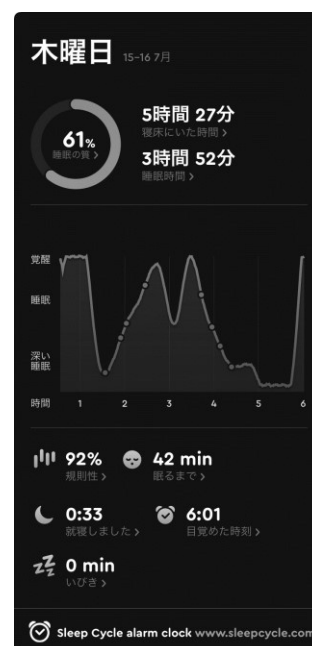 木曜日 15–16 7月
61%
睡眠の質 >
5時間 27分
寝床にいた時間 >
3時間 52分
睡眠時間 >
覚醒
睡眠
深い
睡眠
時間 1 2 3 4 5 6
92%
規則性 >
42 min
眠るまで >
0:33
就寝しました >
6:01
目覚めた時刻 >
0 min
いびき >
Sleep Cycle alarm clock www.sleepcycle.com